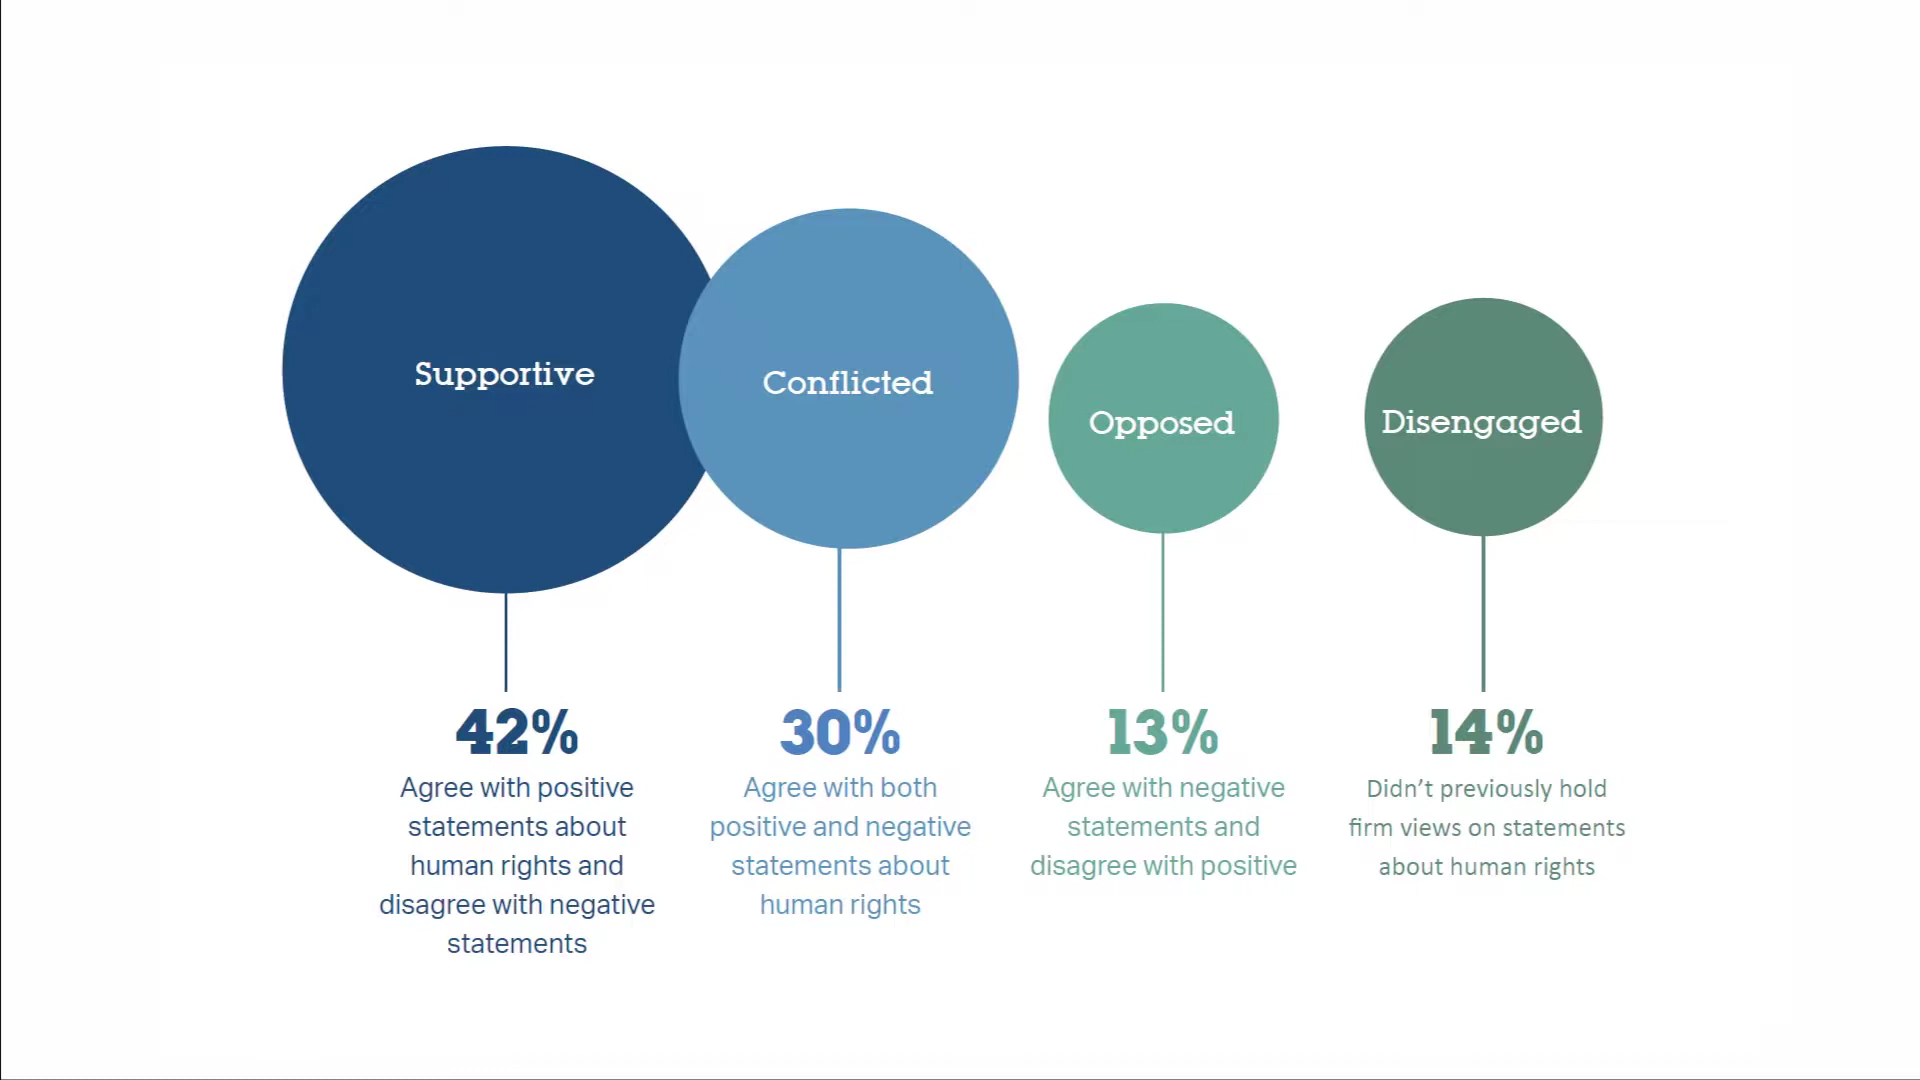 Supportive
Conflicted
Opposed
Disengaged
42%
Agree with positive
statements about
human rights and
disagree with negative
statements
30%
Agree with both
positive and negative
statements about
human rights
13%
Agree with negative
statements and
disagree with positive
14%
Didn’t previously hold
firm views on statements
about human rights